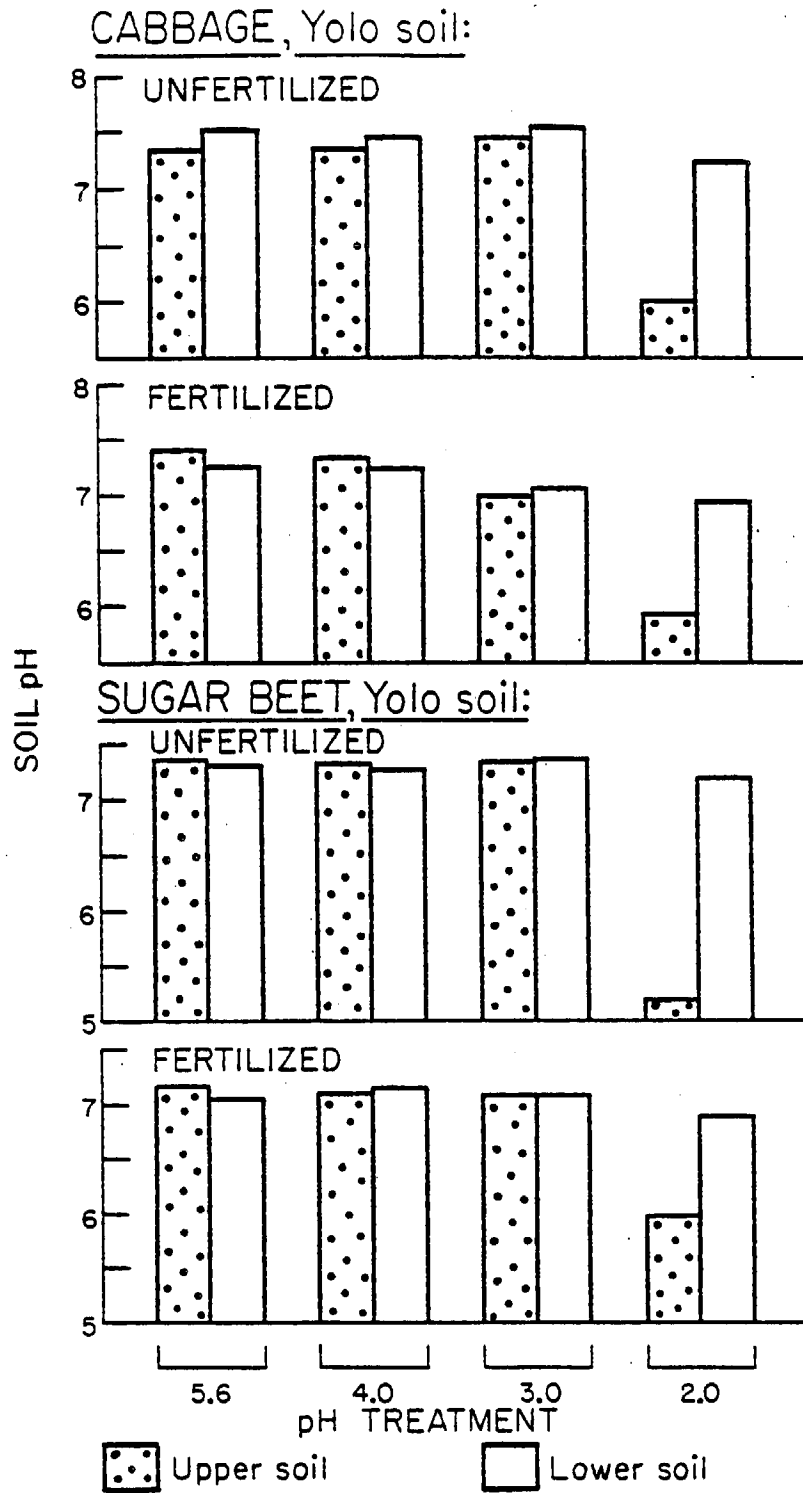 CABBAGE, Yolo soil:
8
UNFERTILIZED
7
6
8
FERTILIZED
7
6
SOIL pH
SUGAR BEET, Yolo soil:
UNFERTILIZED
7
6
5
FERTILIZED
7
6
5
5.6 4.0 3.0 2.0
pH TREATMENT
Upper soil Lower soil